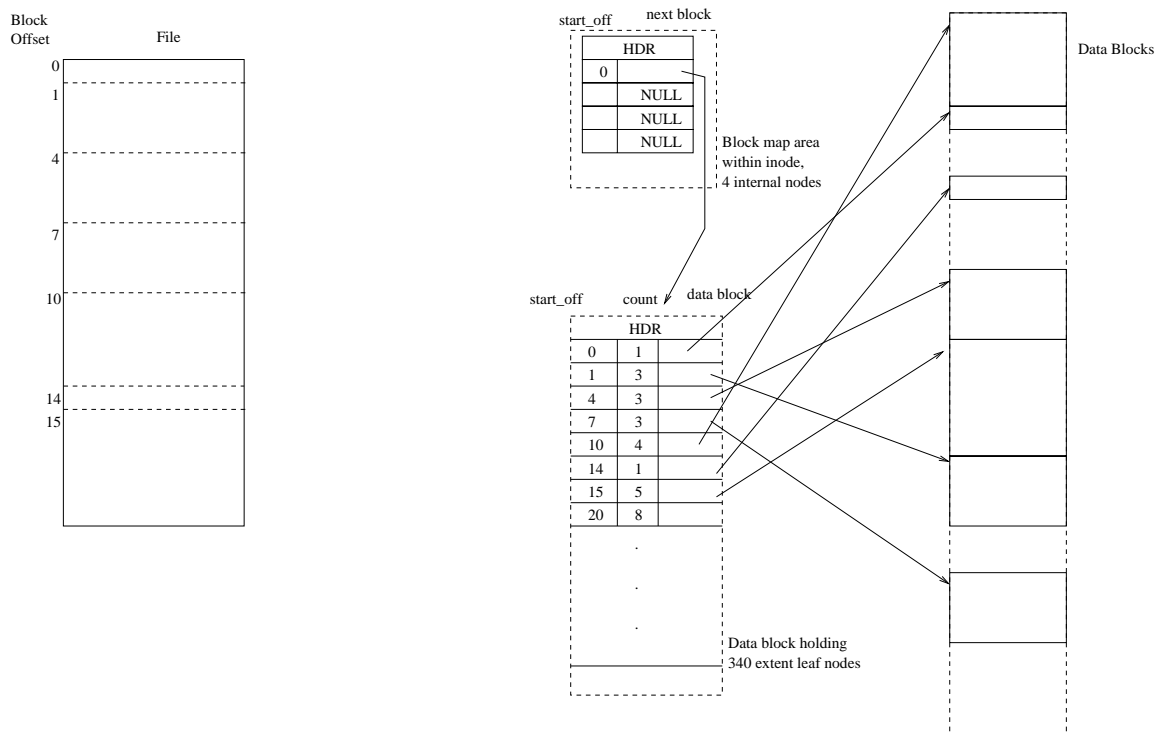 Block
Offset
File
0
1
4
7
10
14
15
start_off
next block
HDR
0
NULL
NULL
NULL
Block map area
within inode,
4 internal nodes
start_off count data block
HDR
0 1
1 3
4 3
7 3
10 4
14 1
15 5
20 8
.
.
.
Data block holding
340 extent leaf nodes
Data Blocks